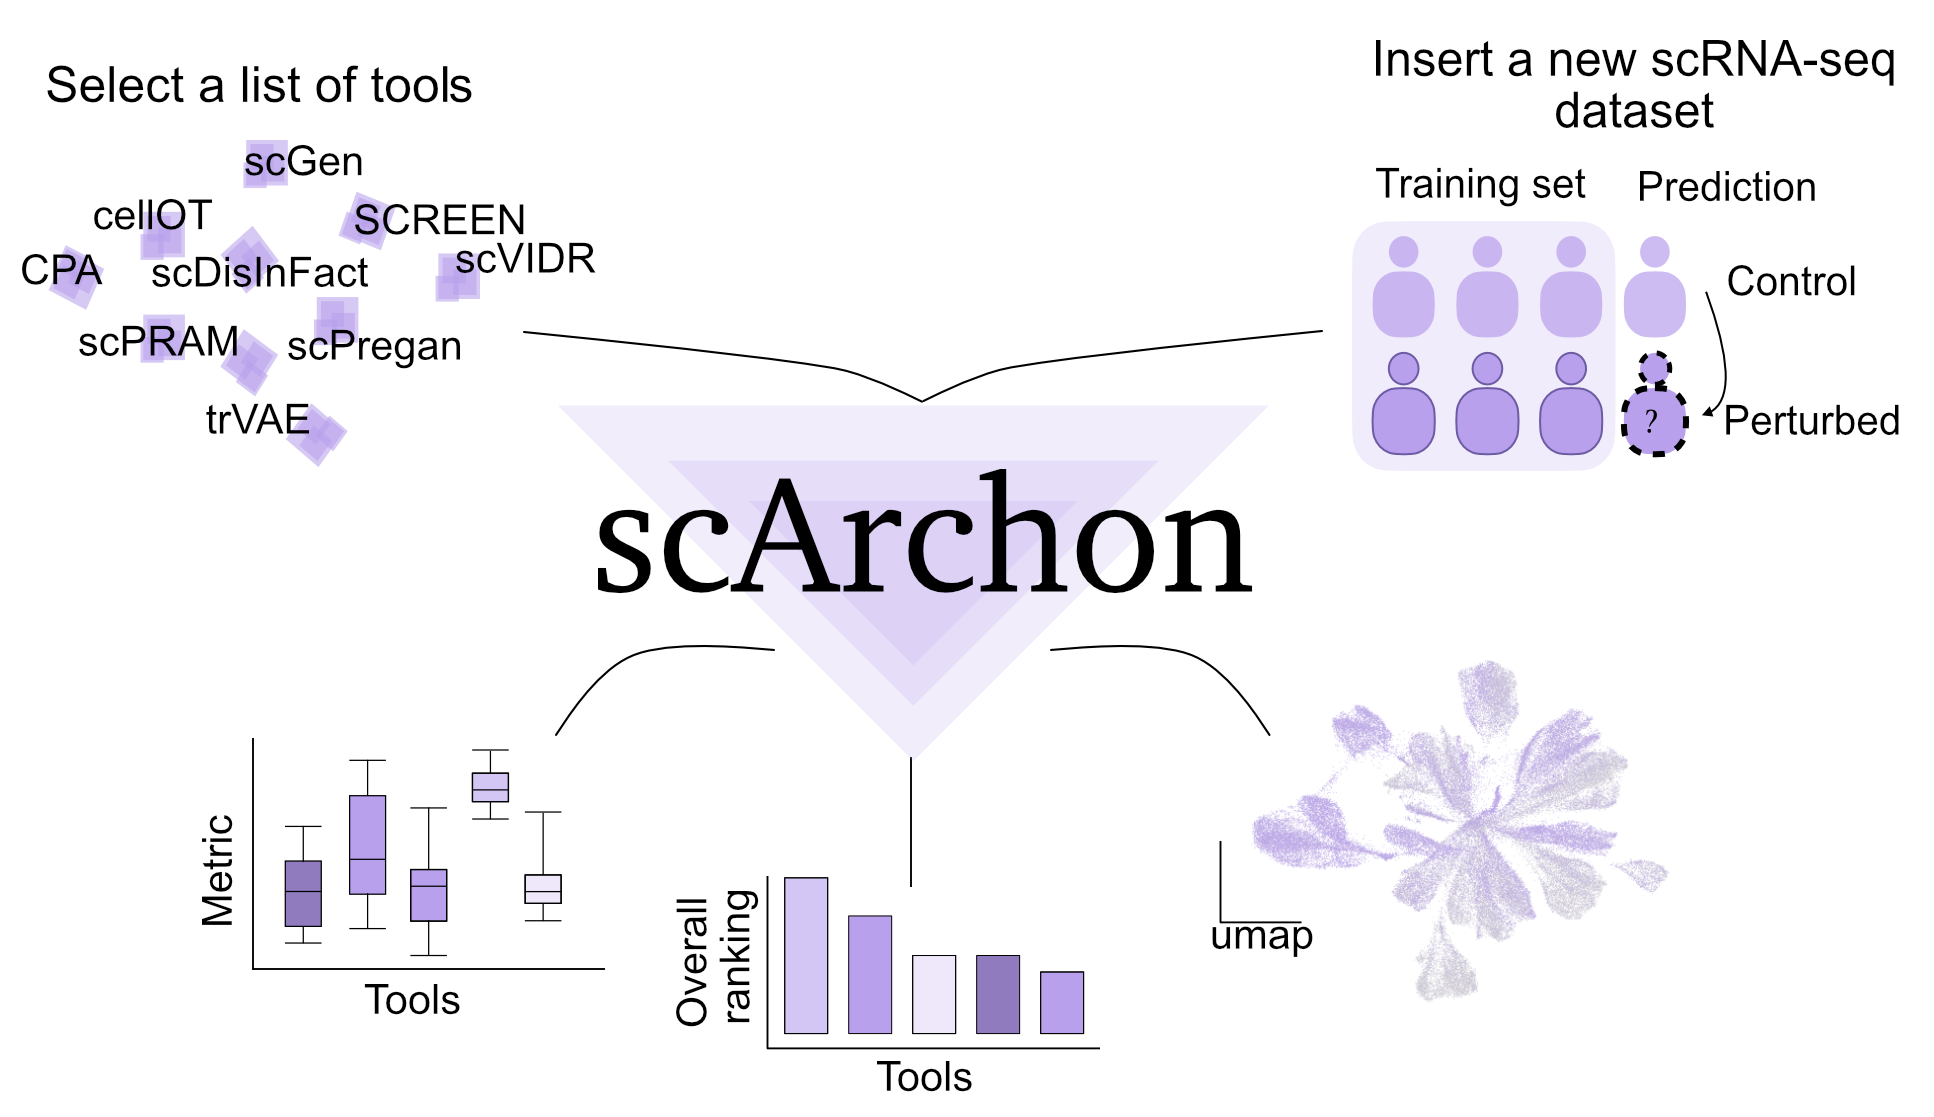 Select a list of tools
scGen
cellOT
SCREEN
scVIDR
CPA
scDisInFact
scPRAM
scPregan
trVAE
Insert a new scRNA-seq
dataset
Training set
Prediction
Control
?
Perturbed
scArchon
Metric
Tools
Overall
ranking
Tools
umap